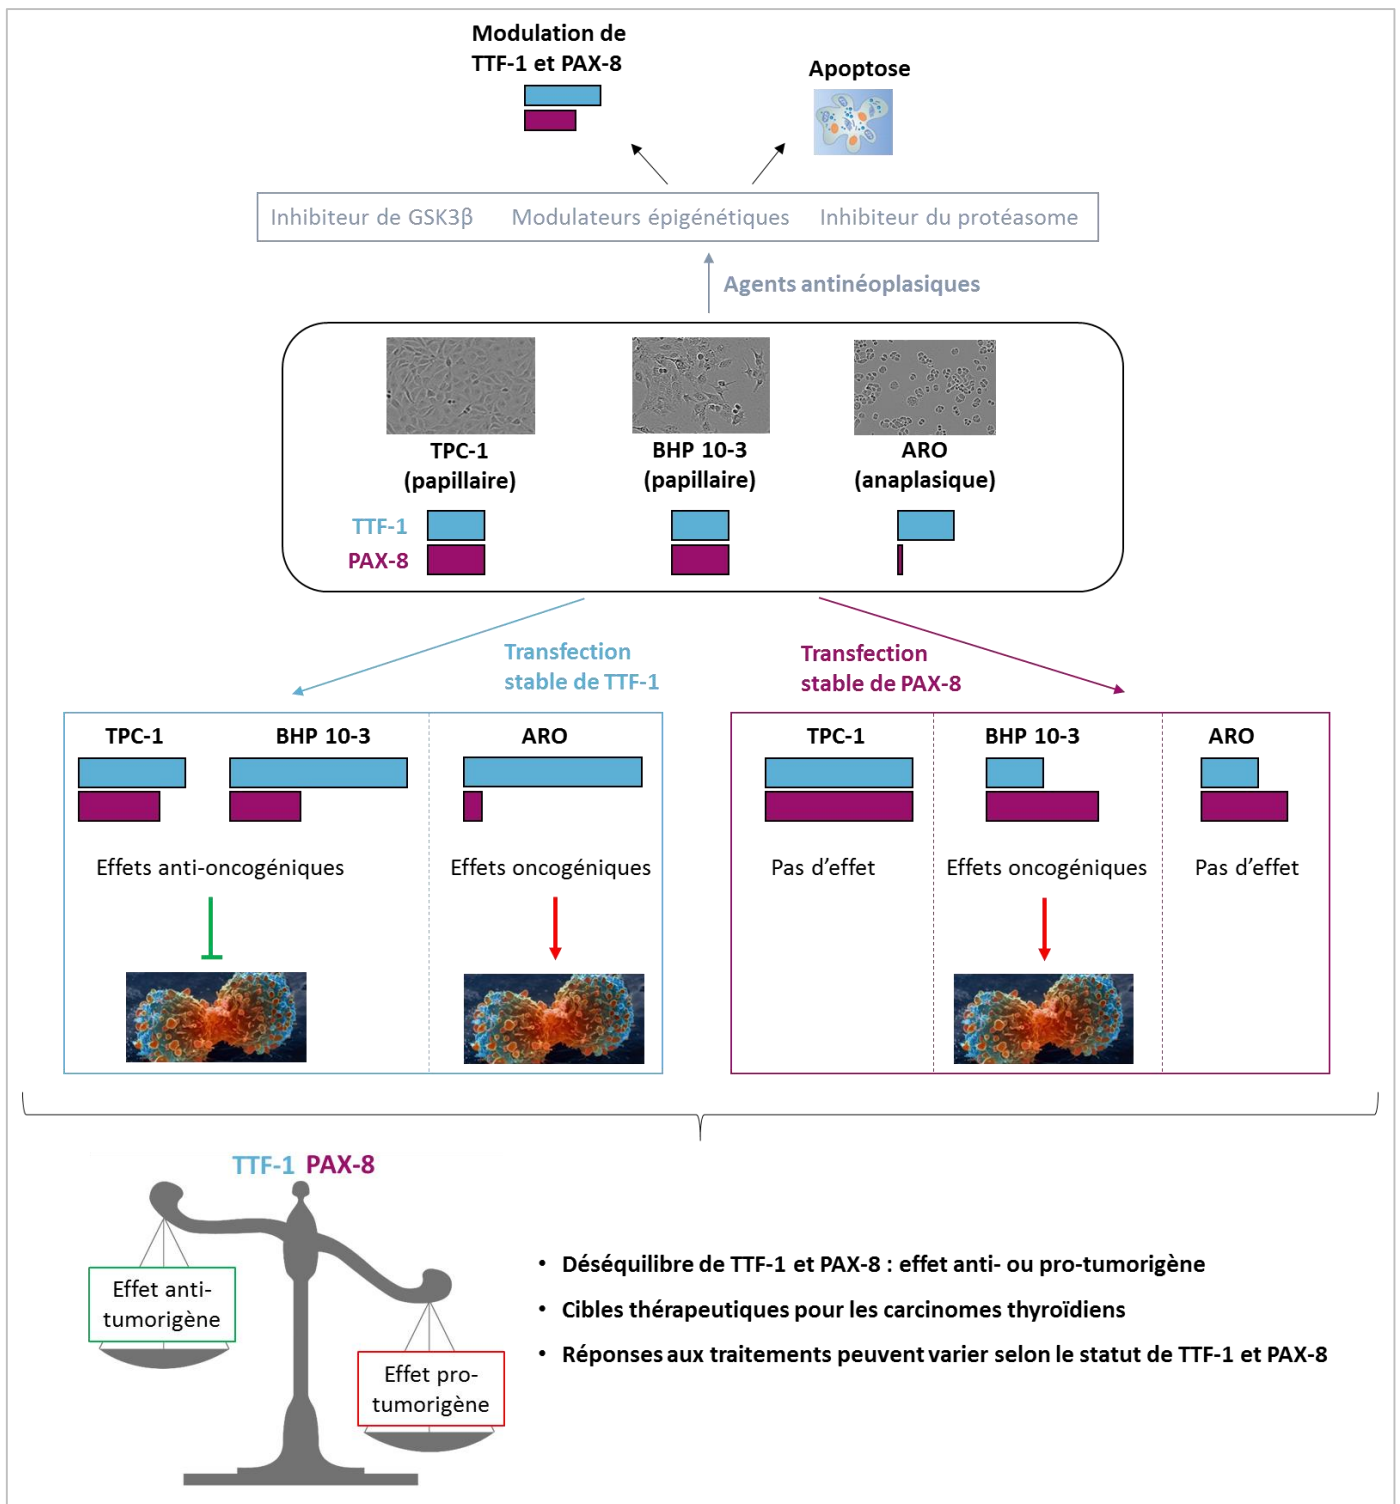 Modulation de
TTF-1 et PAX-8
Apoptose
Inhibiteur de GSK3β
Modulateurs épigénétiques
Inhibiteur du protéasome
Agents antinéoplasiques
TPC-1
(papillaire)
BHP 10-3
(papillaire)
ARO
(anaplasique)
TTF-1
PAX-8
Transfection
stable de TTF-1
Transfection
stable de PAX-8
TPC-1
BHP 10-3
ARO
Effets anti-oncogéniques
Effets oncogéniques
TPC-1
BHP 10-3
ARO
Pas d’effet
Effets oncogéniques
Pas d’effet
TTF-1 PAX-8
Effet anti-
tumorigène
Effet pro-
tumorigène
• Déséquilibre de TTF-1 et PAX-8 : effet anti- ou pro-tumorigène
• Cibles thérapeutiques pour les carcinomes thyroïdiens
• Réponses aux traitements peuvent varier selon le statut de TTF-1 et PAX-8